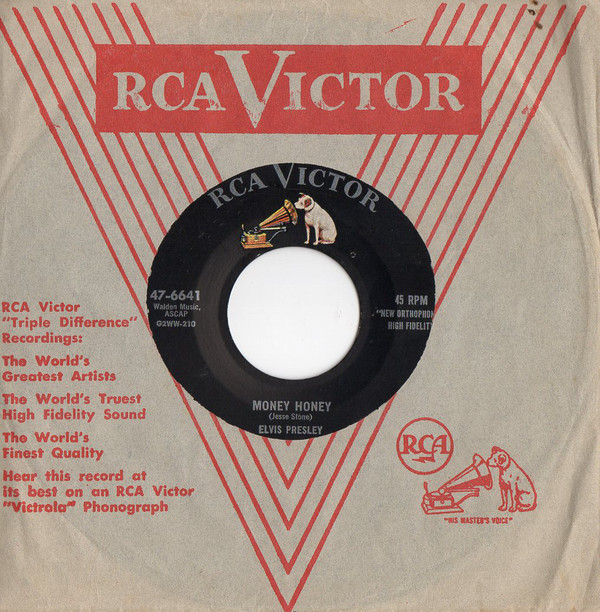 RCA VICTOR
RCA VICTOR
47-6641
Walden Music,
ASCAP
G2WW-210
45 RPM
"NEW ORTHOPHON
HIGH FIDELIT
MONEY HONEY
(Jesse Stone)
ELVIS PRESLEY
RCA Victor
"Triple Difference"
Recordings:
The World's
Greatest Artists
The World's Truest
High Fidelity Sound
The World's
Finest Quality
Hear this record at
its best on an RCA Victor
"Victrola" Phonograph
RCA
"HIS MASTER'S VOICE"